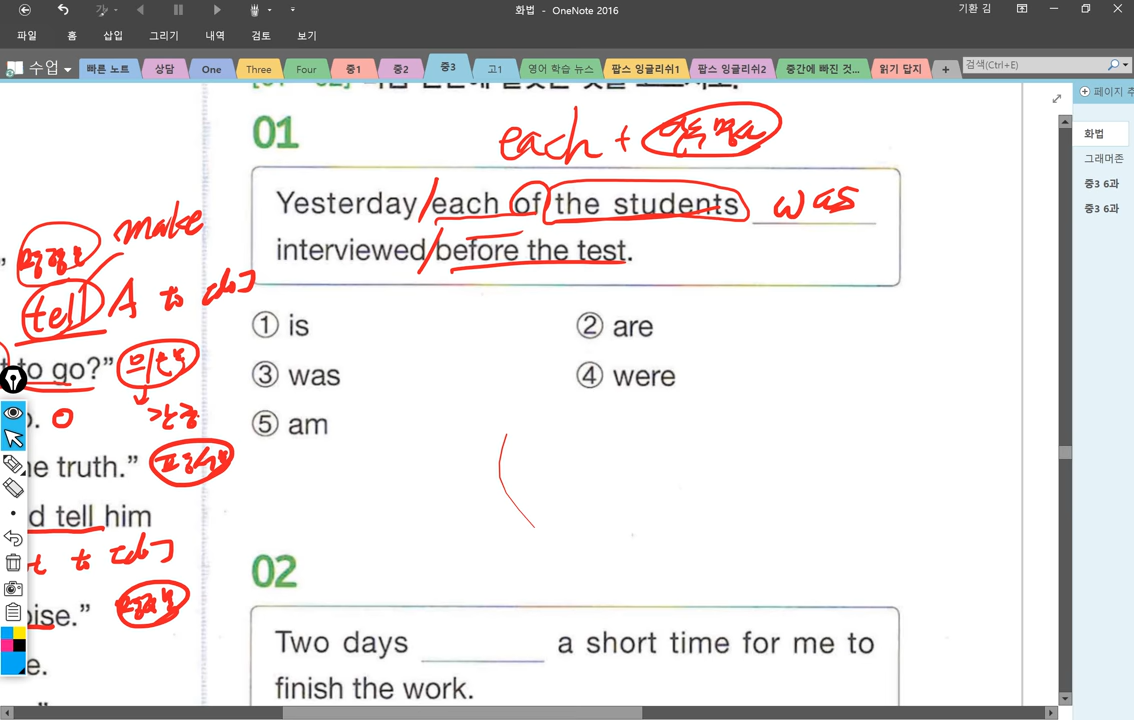 화법 - OneNote 2016
기환 김
파일 홈 삽입 그리기 내역 검토 보기
수업 빠른 노트 상담 One Three Four 중1 중2 중3 고1 영어 학습 뉴스 팝스 잉글리쉬1 팝스 잉글리쉬2 중간에 빠진 것... 읽기 답지 + 검색(Ctrl+E)
페이지 추
화법
그래머존
중3 6과
중3 6과
01
each +
Yesterday / each of the students was
interviewed / before the test.
① is
② are
③ was
④ were
⑤ am
make
tell A to do
to go?"
o.
ne truth."
d tell him
t to do
oise."
e.
02
Two days ______ a short time for me to
finish the work.